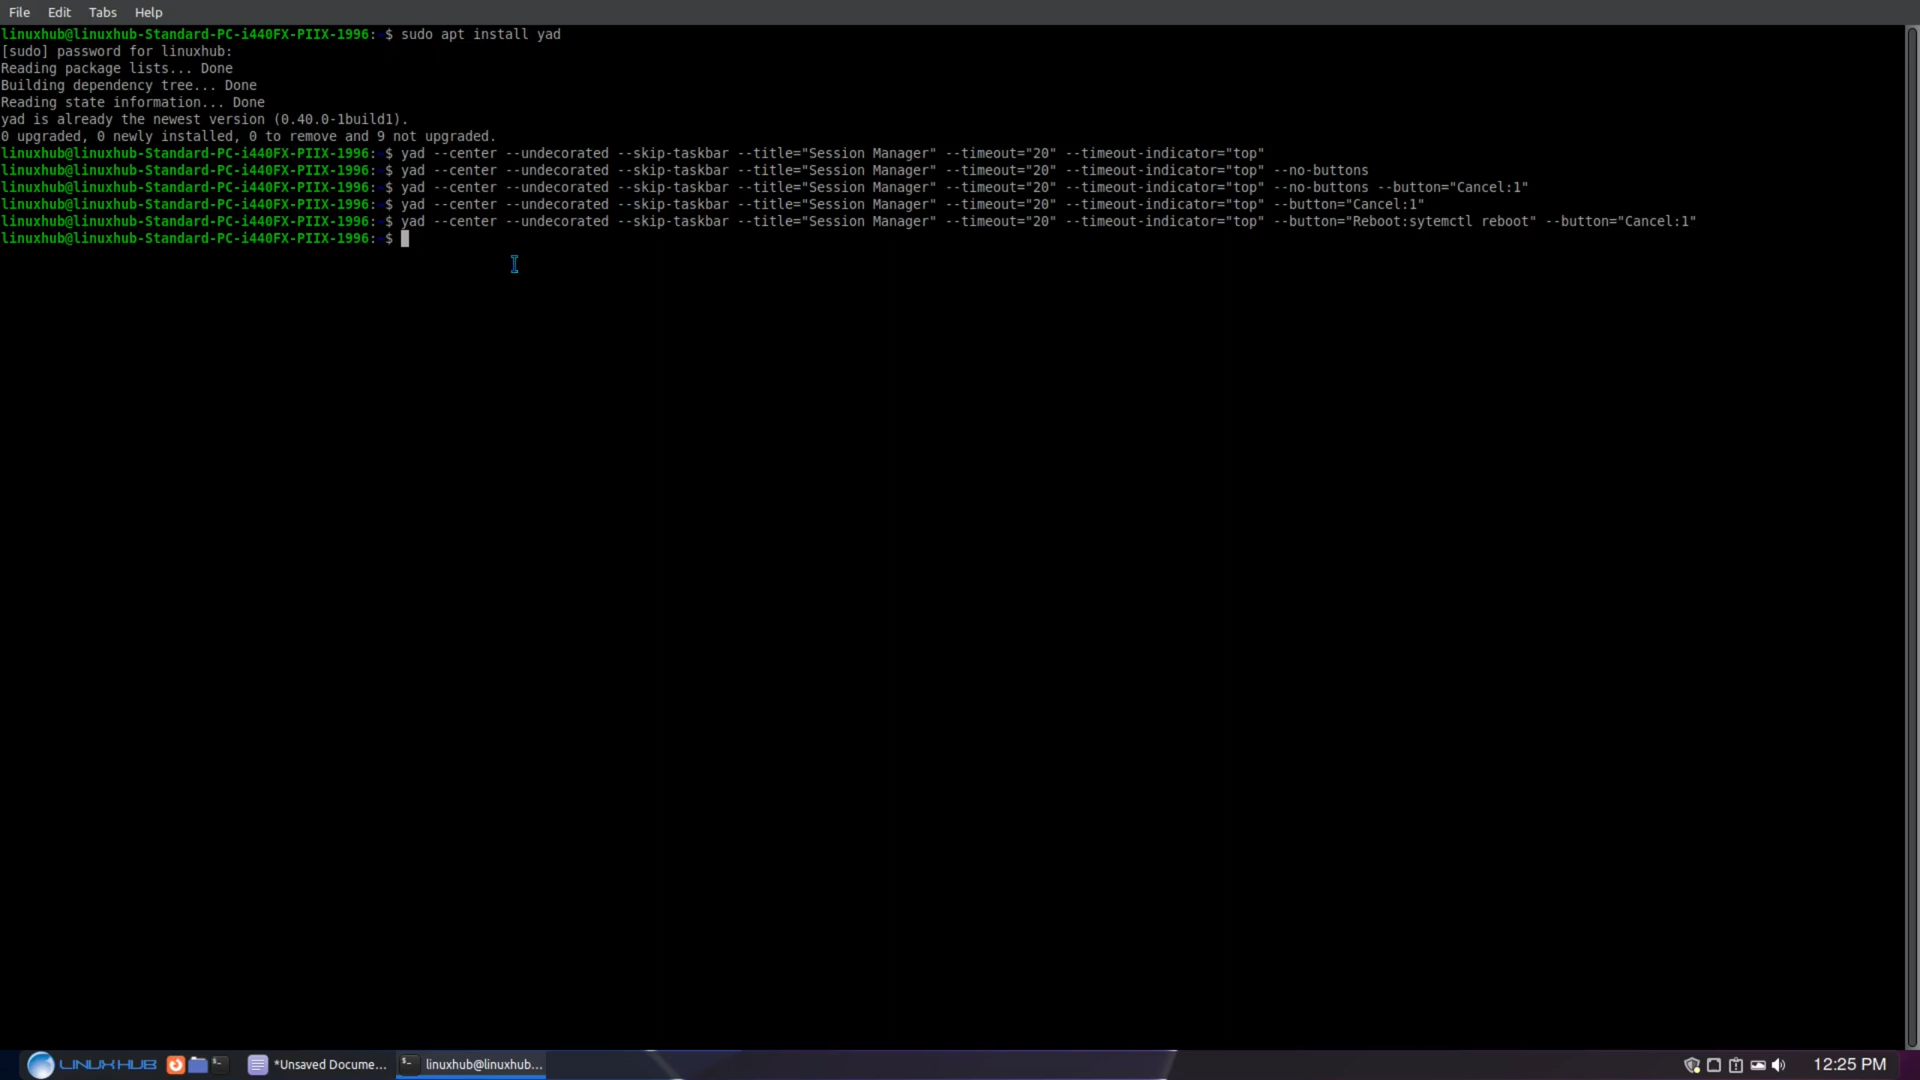 File Edit Tabs Help
linuxhub@linuxhub-Standard-PC-i440FX-PIIX-1996:~$ sudo apt install yad
[sudo] password for linuxhub:
Reading package lists... Done
Building dependency tree... Done
Reading state information... Done
yad is already the newest version (0.40.0-1build1).
0 upgraded, 0 newly installed, 0 to remove and 9 not upgraded.
linuxhub@linuxhub-Standard-PC-i440FX-PIIX-1996:~$ yad --center --undecorated --skip-taskbar --title="Session Manager" --timeout="20" --timeout-indicator="top"
linuxhub@linuxhub-Standard-PC-i440FX-PIIX-1996:~$ yad --center --undecorated --skip-taskbar --title="Session Manager" --timeout="20" --timeout-indicator="top" --no-buttons
linuxhub@linuxhub-Standard-PC-i440FX-PIIX-1996:~$ yad --center --undecorated --skip-taskbar --title="Session Manager" --timeout="20" --timeout-indicator="top" --no-buttons --button="Cancel:1"
linuxhub@linuxhub-Standard-PC-i440FX-PIIX-1996:~$ yad --center --undecorated --skip-taskbar --title="Session Manager" --timeout="20" --timeout-indicator="top" --button="Cancel:1"
linuxhub@linuxhub-Standard-PC-i440FX-PIIX-1996:~$ yad --center --undecorated --skip-taskbar --title="Session Manager" --timeout="20" --timeout-indicator="top" --button="Reboot:sytemctl reboot" --button="Cancel:1"
linuxhub@linuxhub-Standard-PC-i440FX-PIIX-1996:~$
LINUX HUB *Unsaved Docume... linuxhub@linuxhub... 12:25 PM